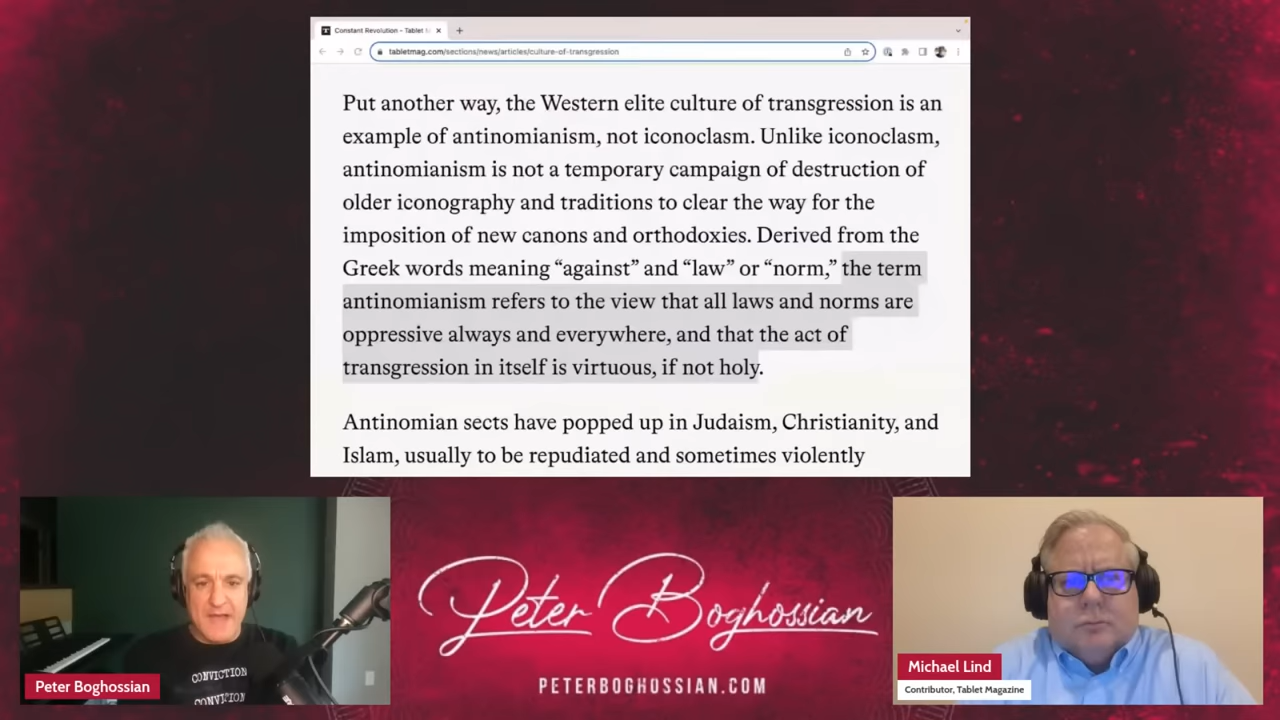 Constant Revolution - Tablet
tabletmag.com/sections/news/articles/culture-of-transgression
Put another way, the Western elite culture of transgression is an
example of antinomianism, not iconoclasm. Unlike iconoclasm,
antinomianism is not a temporary campaign of destruction of
older iconography and traditions to clear the way for the
imposition of new canons and orthodoxies. Derived from the
Greek words meaning “against” and “law” or “norm,” the term
antinomianism refers to the view that all laws and norms are
oppressive always and everywhere, and that the act of
transgression in itself is virtuous, if not holy.
Antinomian sects have popped up in Judaism, Christianity, and
Islam, usually to be repudiated and sometimes violently
CONVICTION
CONVICTION
Peter Boghossian
Peter Boghossian
PETERBOGHOSSIAN.COM
Michael Lind
Contributor, Tablet Magazine